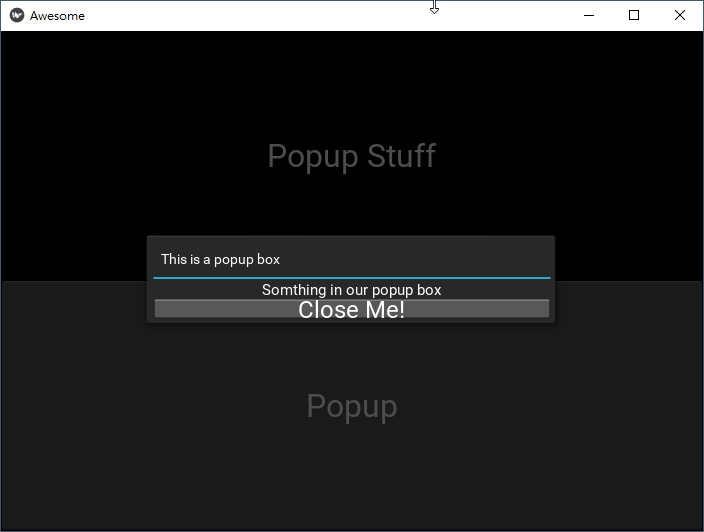 Awesome
Popup Stuff
This is a popup box
Somthing in our popup box
Close Me!
Popup